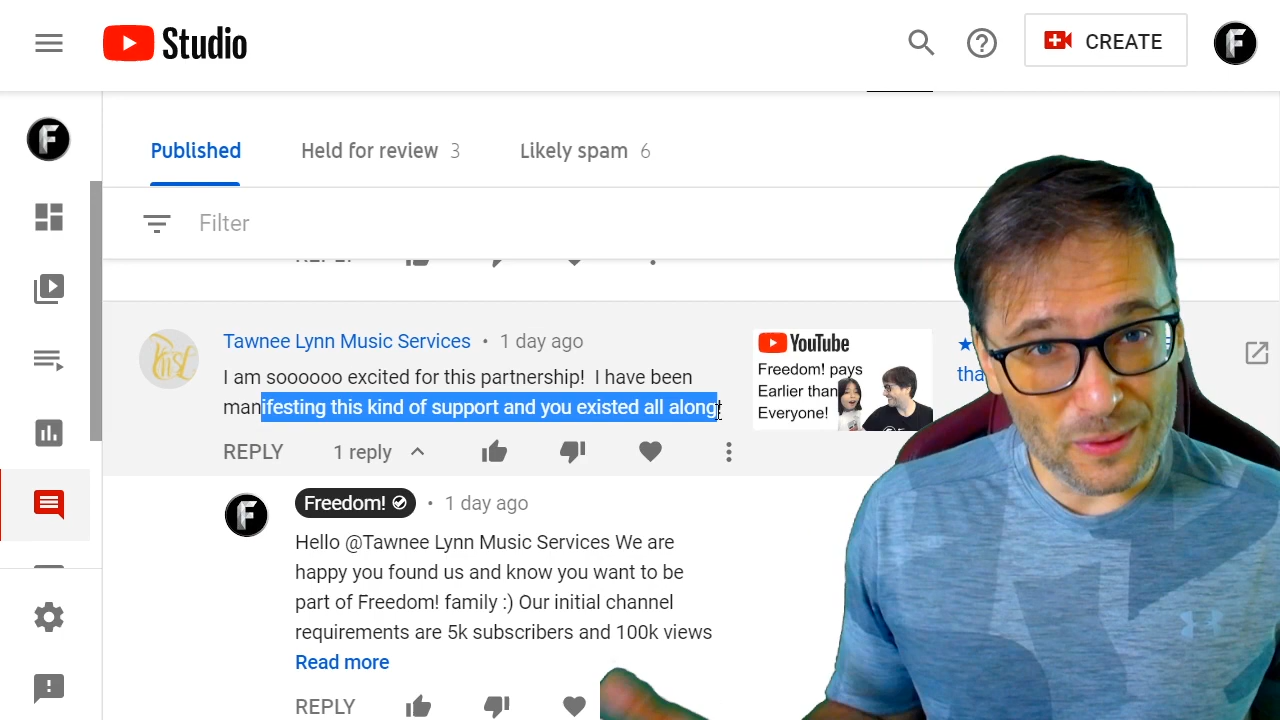 Studio
CREATE
F
F
Published
Held for review 3
Likely spam 6
Filter
Tawnee Lynn Music Services • 1 day ago
I am soooooo excited for this partnership! I have been
manifesting this kind of support and you existed all along
REPLY
1 reply
YouTube
Freedom! pays
Earlier than
Everyone!
tha
F
Freedom! • 1 day ago
Hello @Tawnee Lynn Music Services We are
happy you found us and know you want to be
part of Freedom! family :) Our initial channel
requirements are 5k subscribers and 100k views
Read more
REPLY